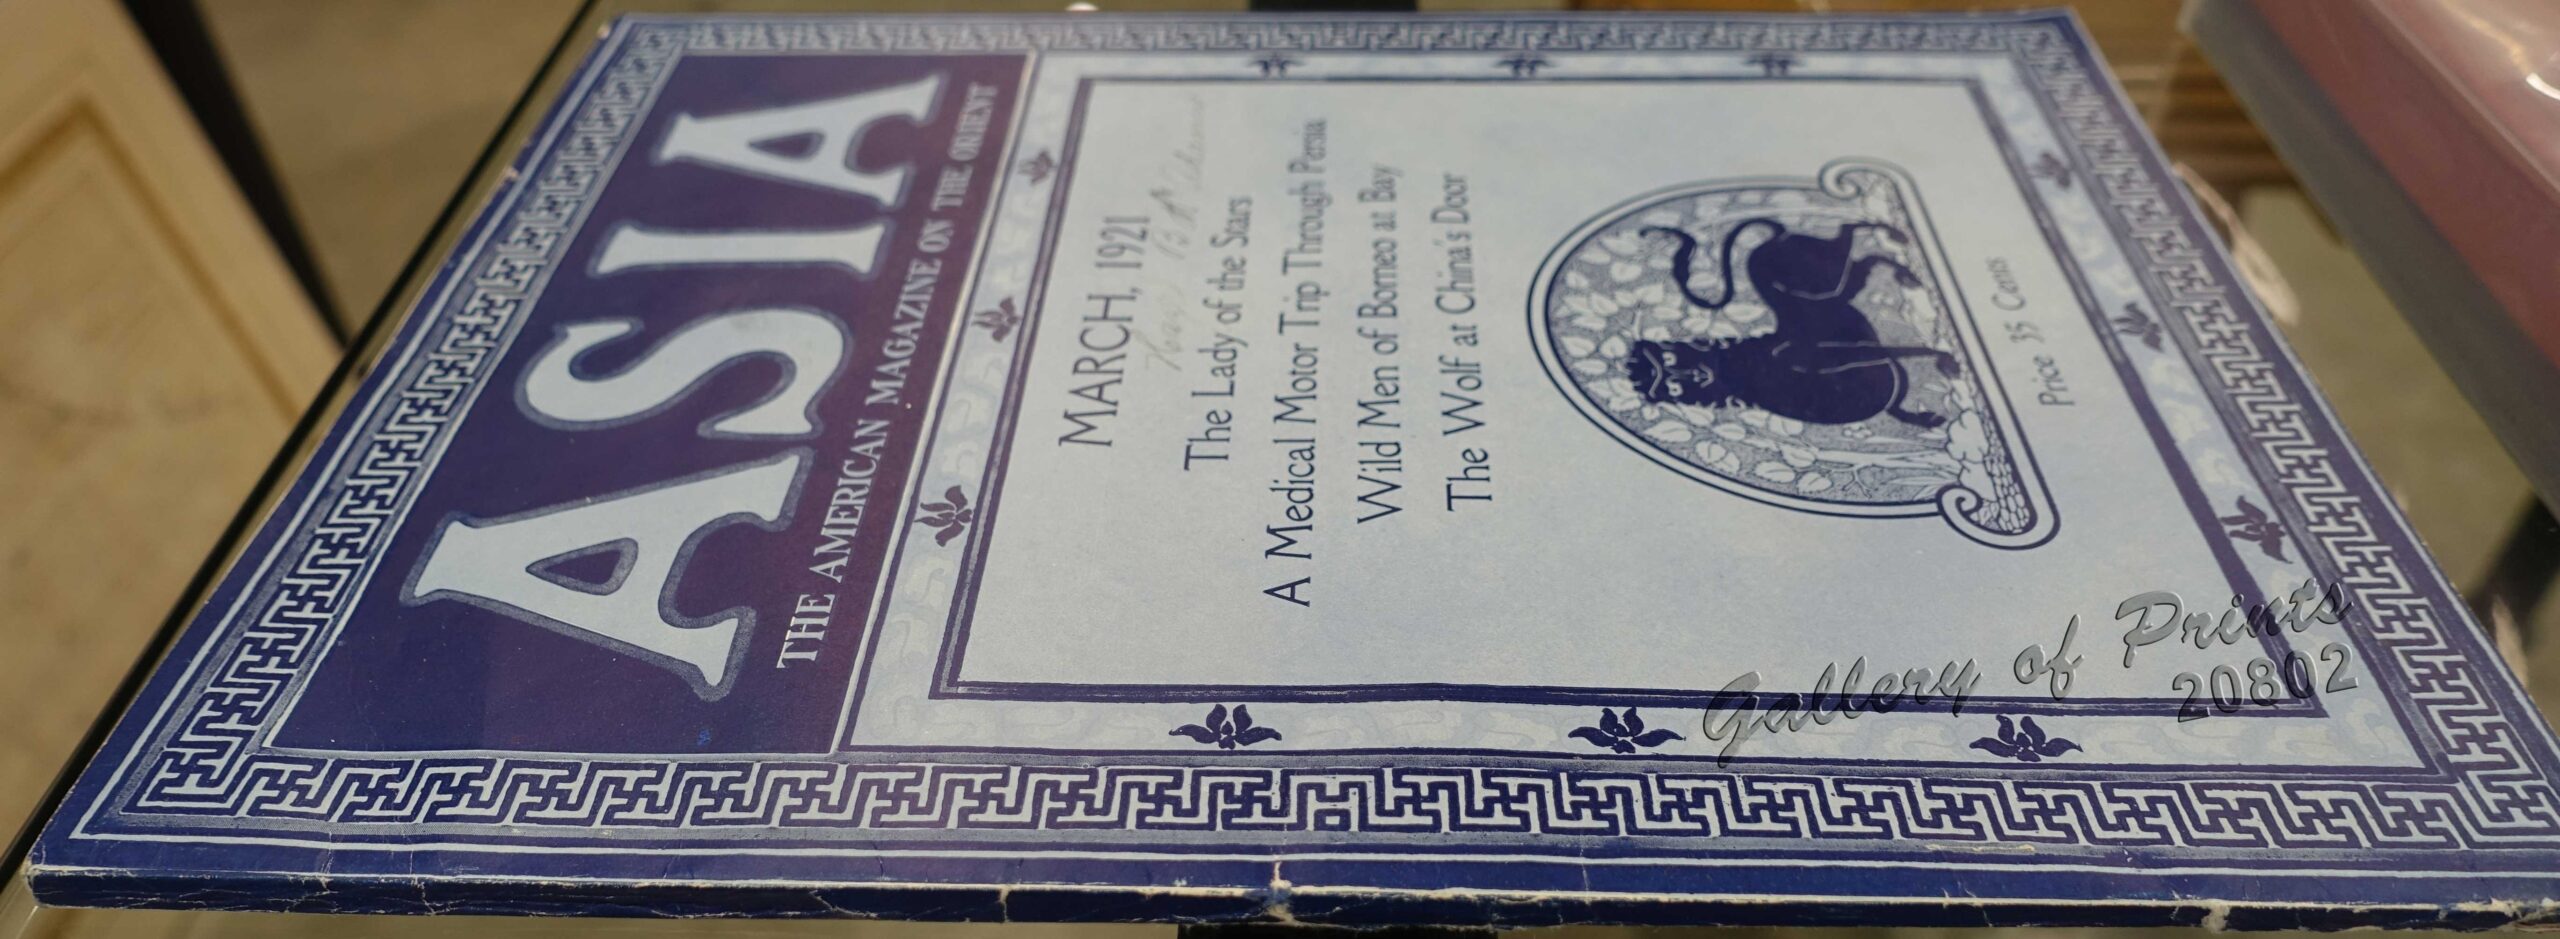 ASIA
THE AMERICAN MAGAZINE ON THE ORIENT
MARCH, 1921
The Lady of the Stars
A Medical Motor Trip Through Persia
Wild Men of Borneo at Bay
The Wolf at China's Door
Price 35 Cents
Gallery of Prints
20802